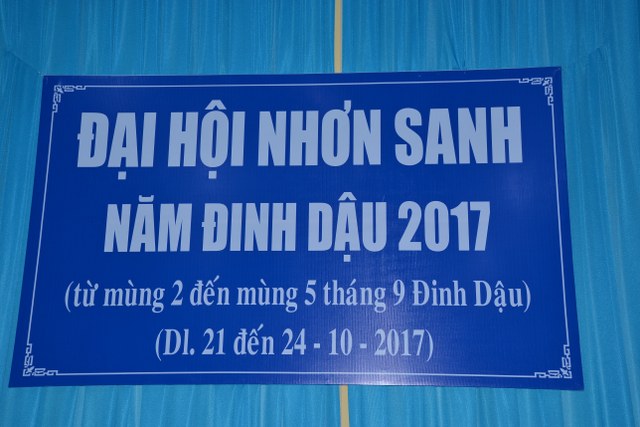 ĐẠI HỘI NHƠN SANH
NĂM ĐINH DẬU 2017
(từ mùng 2 đến mùng 5 tháng 9 Đinh Dậu)
(Dl. 21 đến 24 - 10 - 2017)